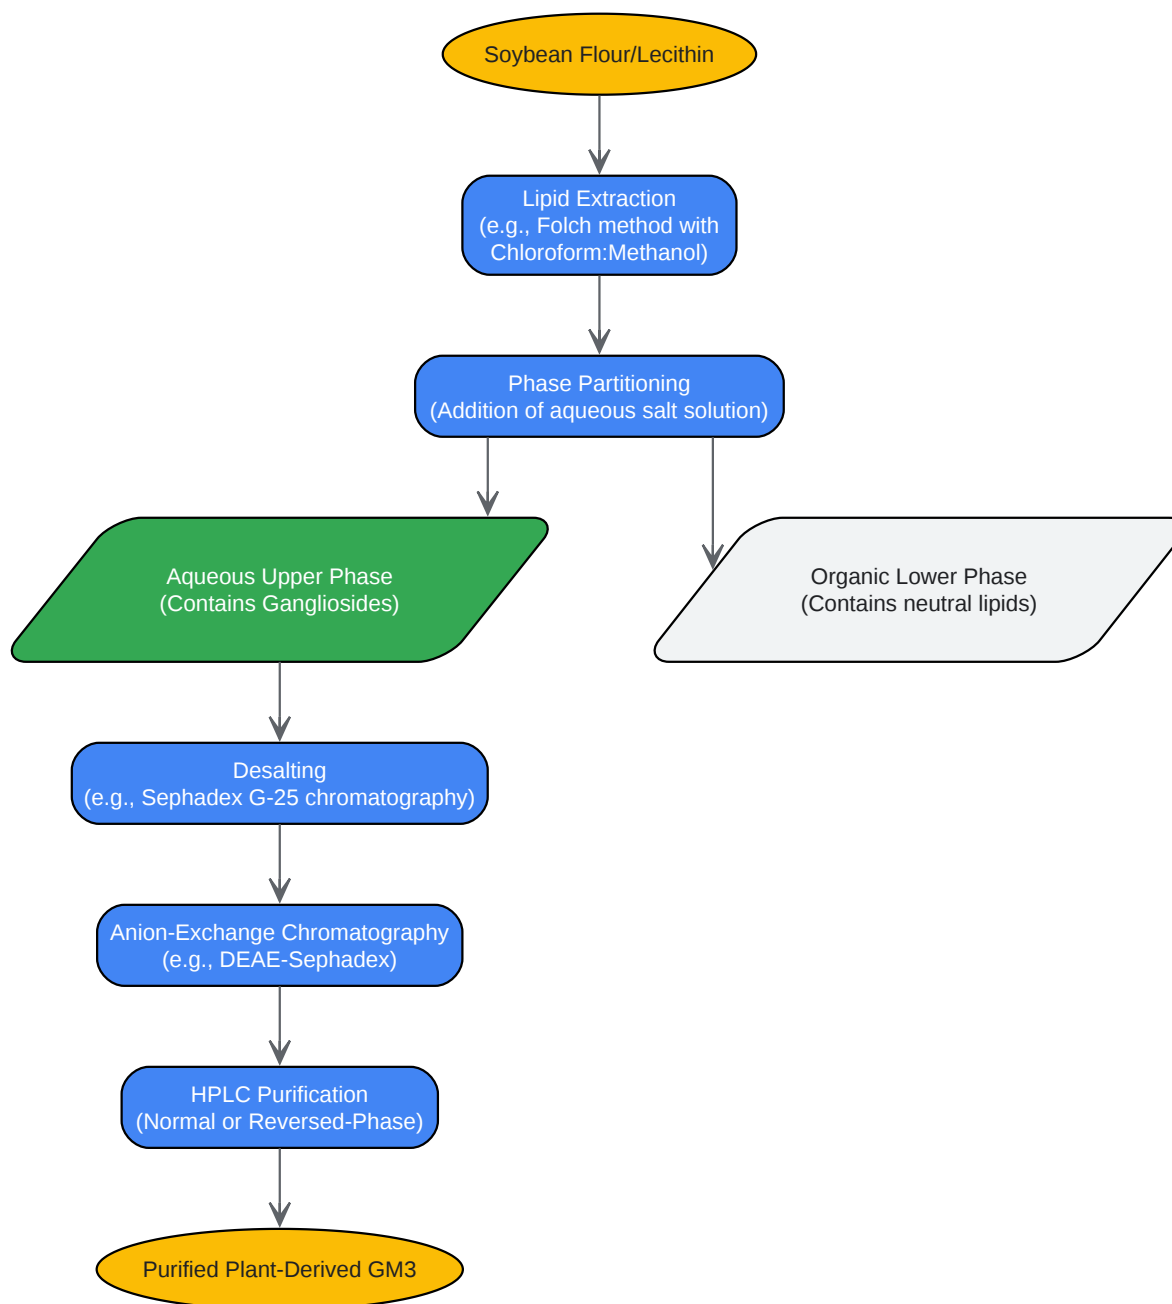 Soybean Flour/Lecithin
Lipid Extraction
(e.g., Folch method with
Chloroform:Methanol)
Phase Partitioning
(Addition of aqueous salt solution)
Aqueous Upper Phase
(Contains Gangliosides)
Organic Lower Phase
(Contains neutral lipids)
Desalting
(e.g., Sephadex G-25 chromatography)
Anion-Exchange Chromatography
(e.g., DEAE-Sephadex)
HPLC Purification
(Normal or Reversed-Phase)
Purified Plant-Derived GM3